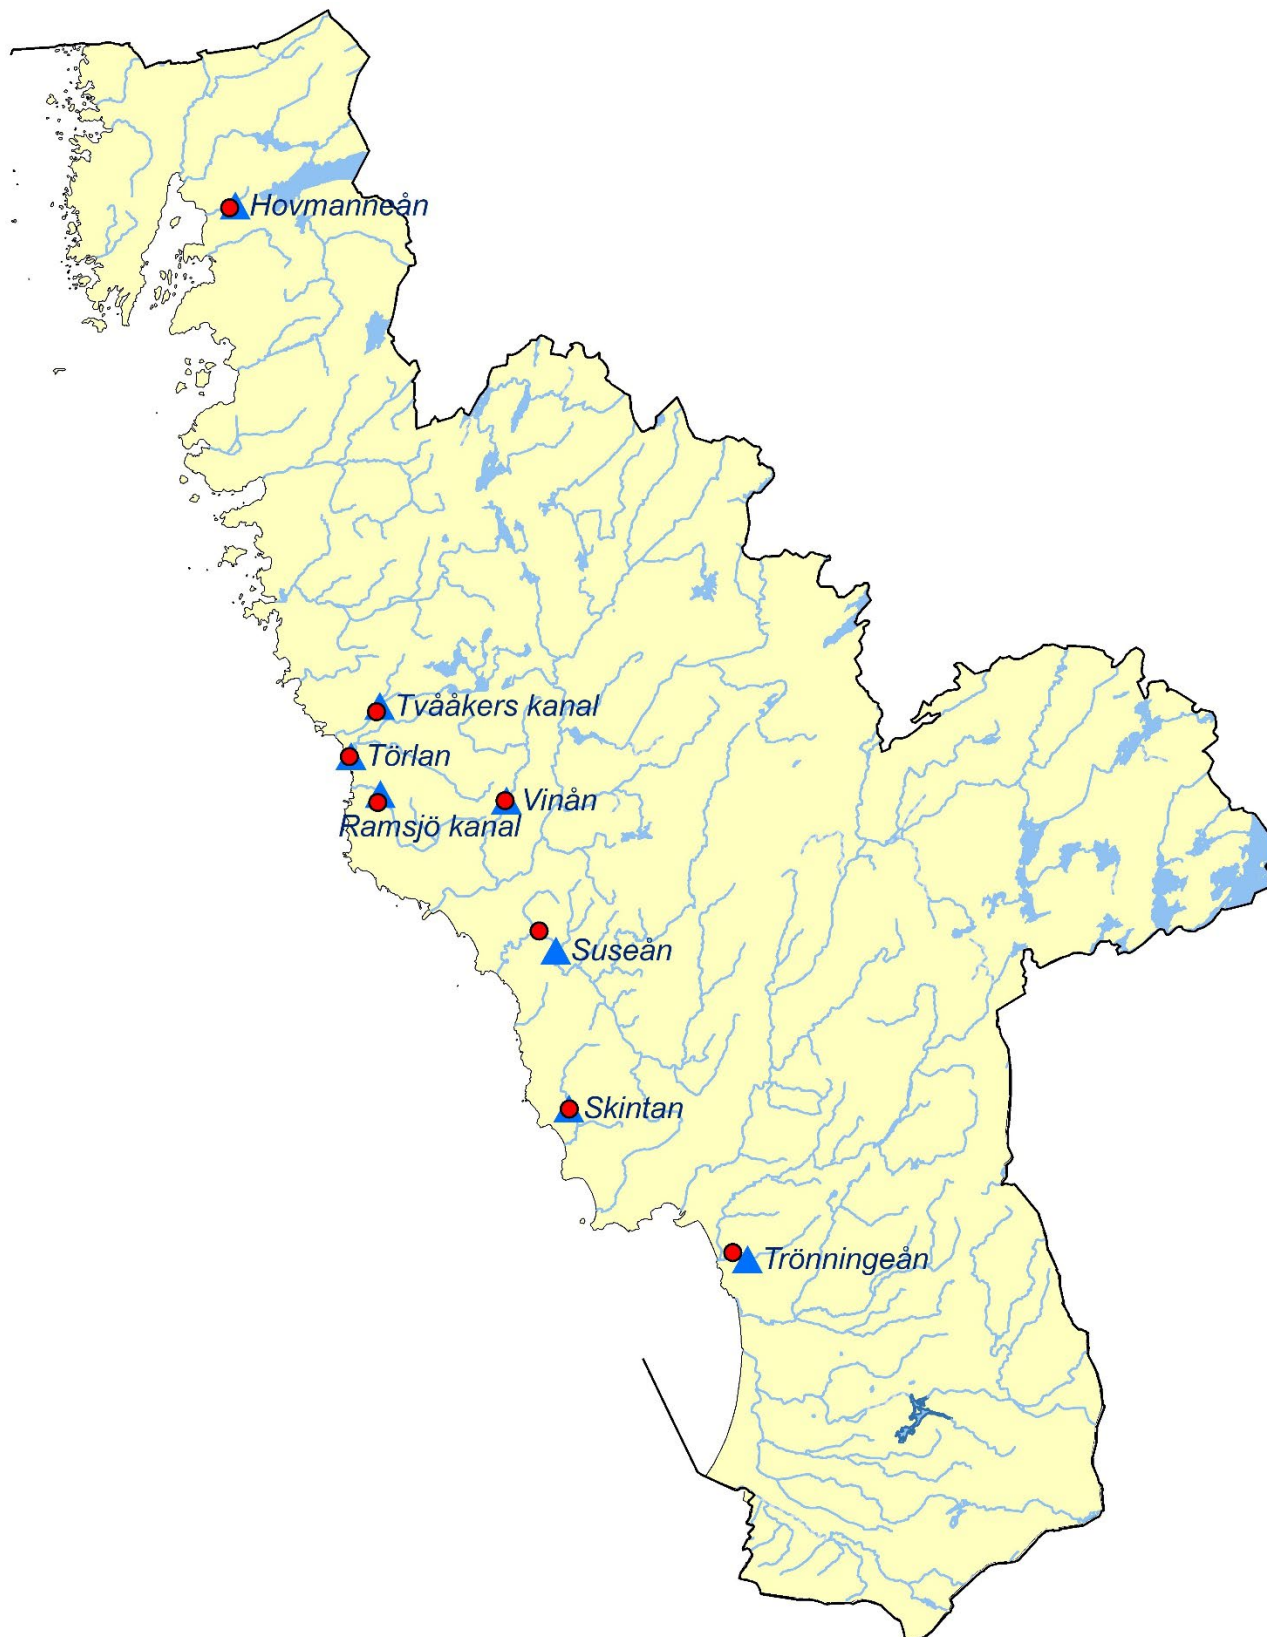 Hovmanneån
Tvååkers kanal
Törlan
Vinån
Ramsjö kanal
Suseån
Skintan
Trönningeån